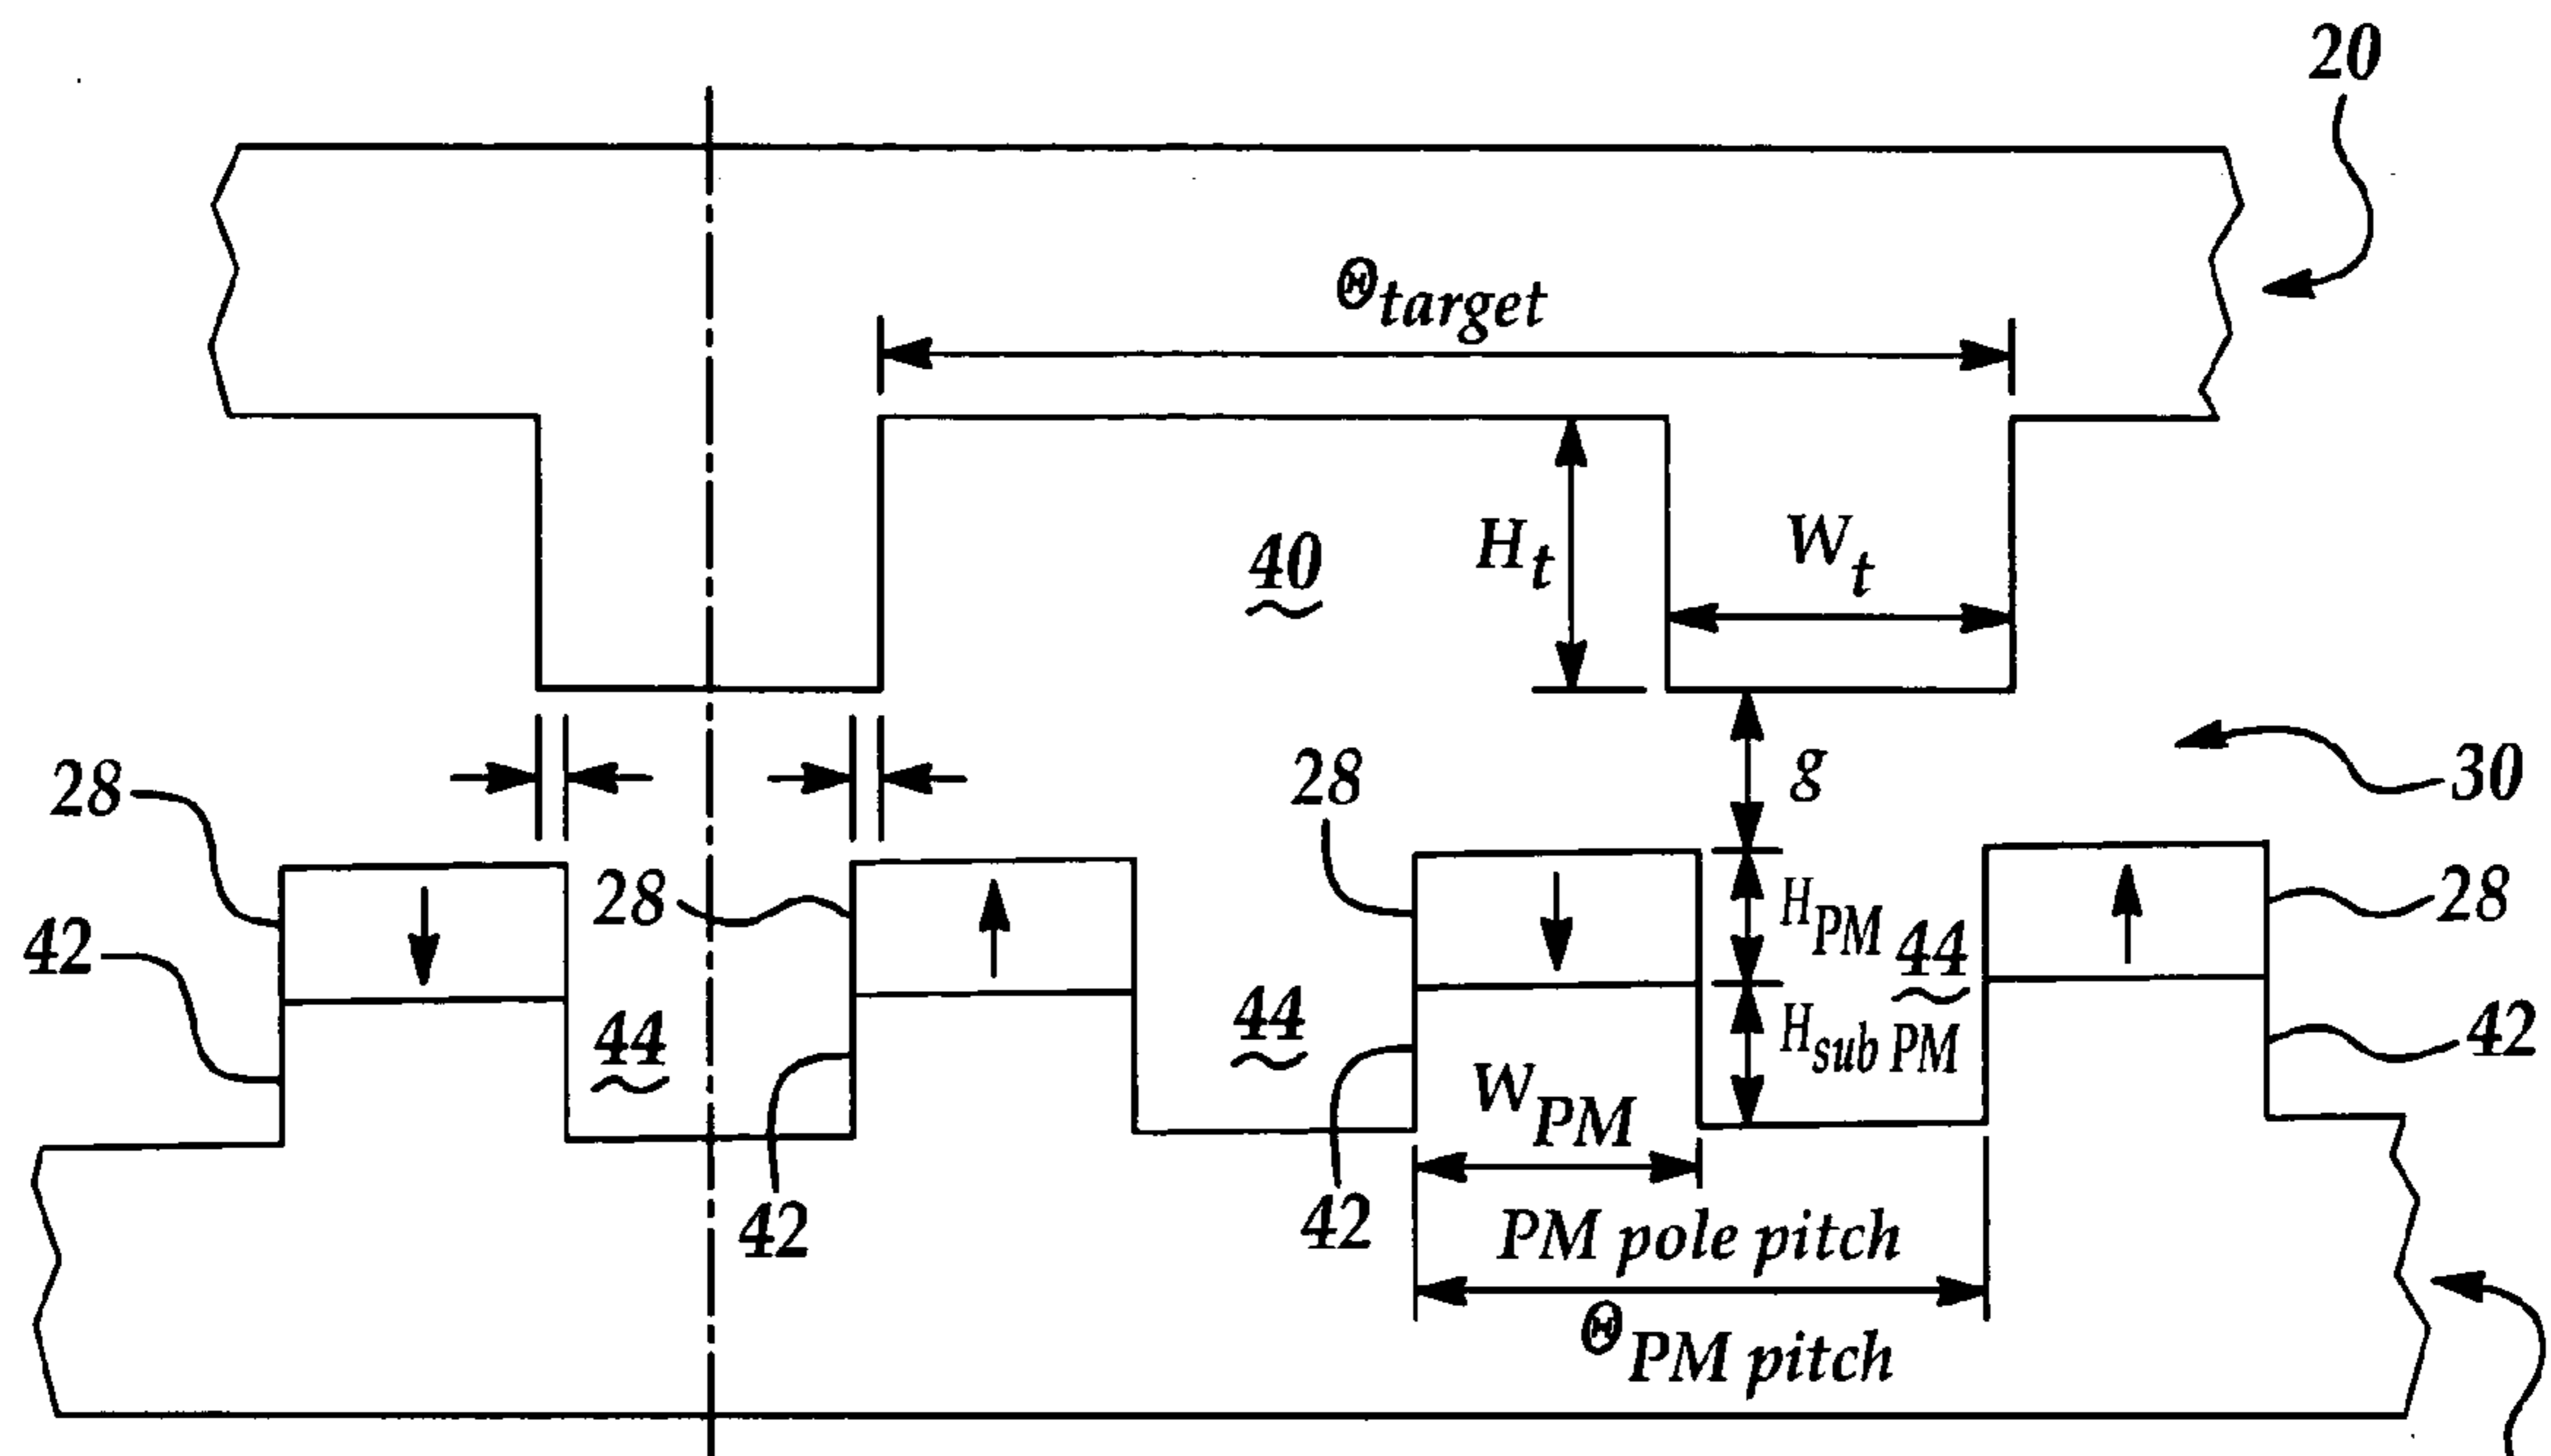 20
Θtarget
40
Ht
Wt
28
28
28
g
30
42
44
44
HPM
44
28
Hsub PM
42
WPM
42
42
PM pole pitch
ΘPM pitch